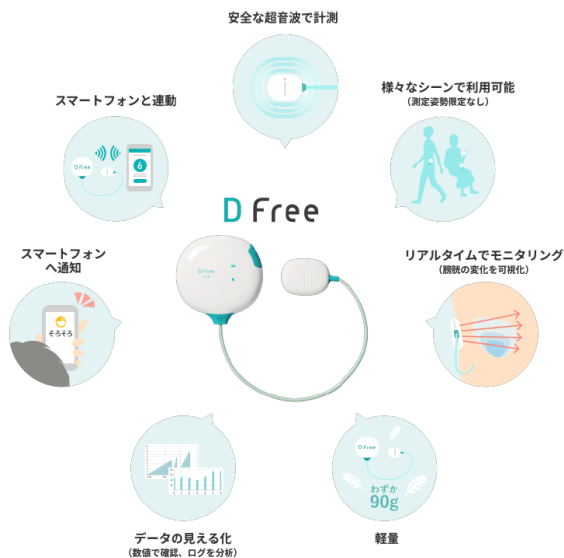 安全な超音波で計測
様々なシーンで利用可能
(測定姿勢限定なし)
スマートフォンと連動
D Free
6
D Free
リアルタイムでモニタリング
(膀胱の変化を可視化)
スマートフォン
へ通知
D Free
そろそろ
D Free
わずか
90g
データの見える化
(数値で確認、ログを分析)
軽量